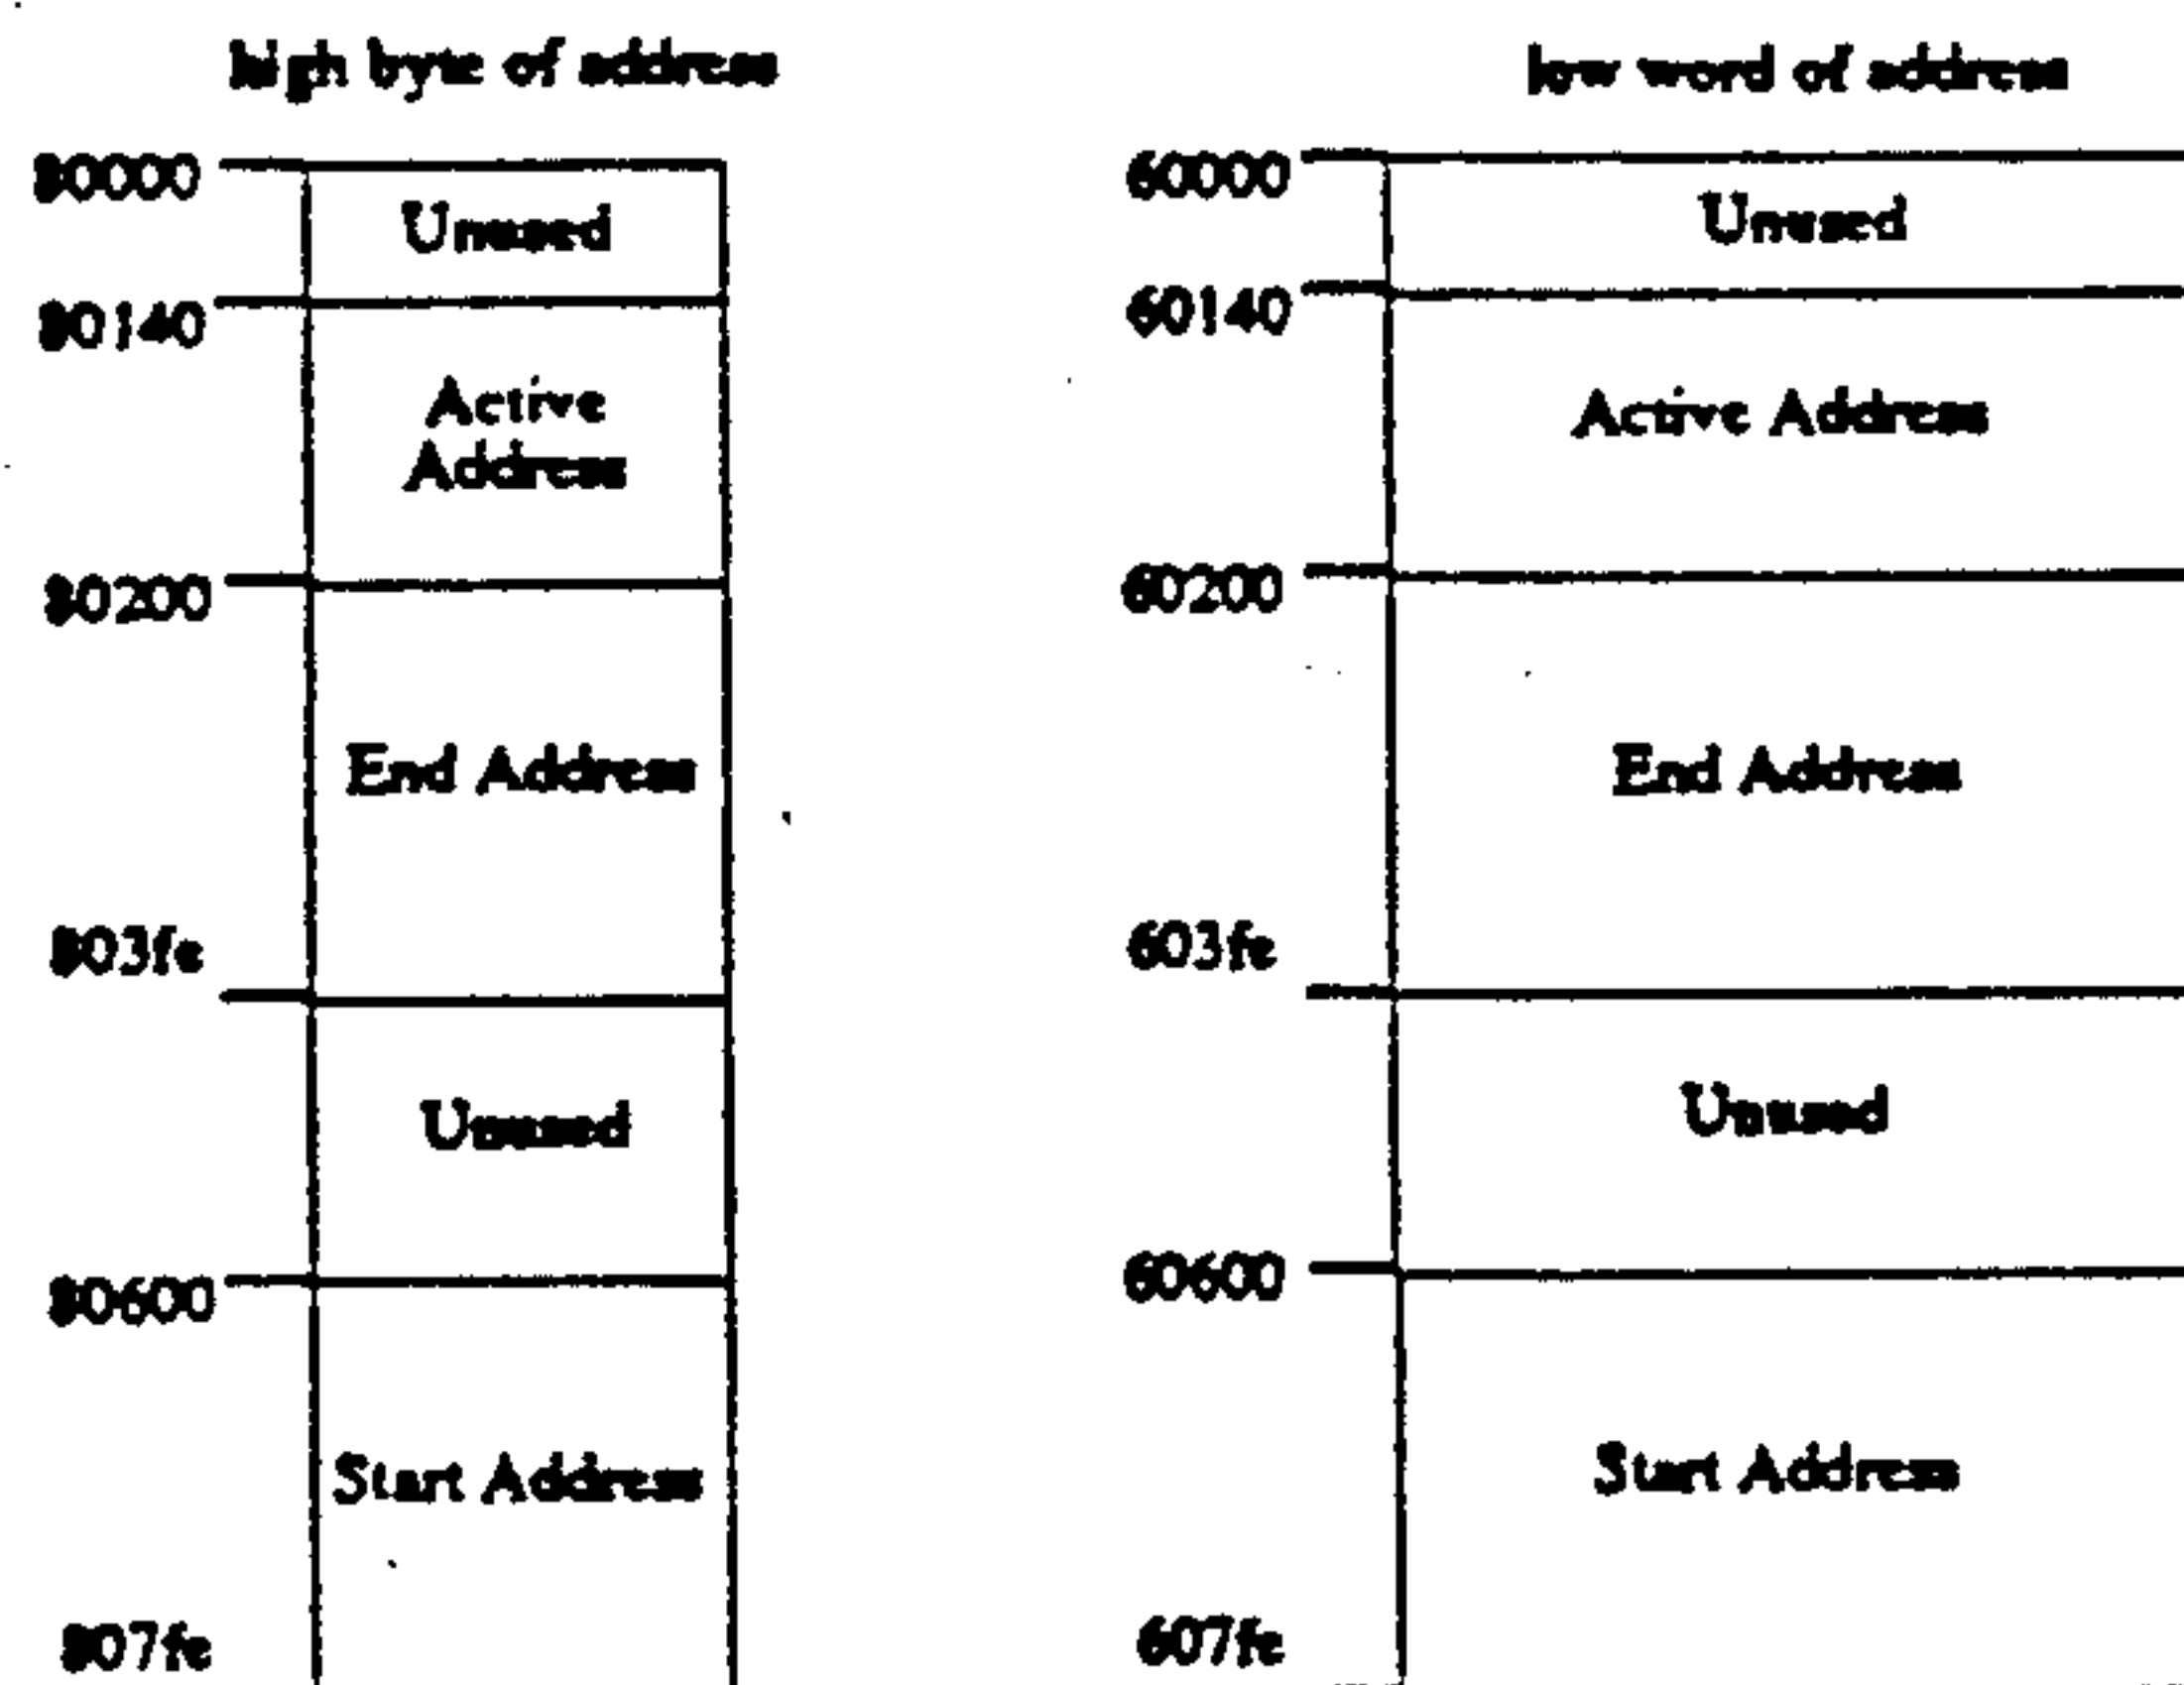 high byte of address
80000
Unused
80140
Active
Address
80200
End Address
803fe
Unused
80600
Start Address
807fe
low word of address
60000
Unused
60140
Active Address
60200
End Address
603fe
Unused
60600
Start Address
607fe